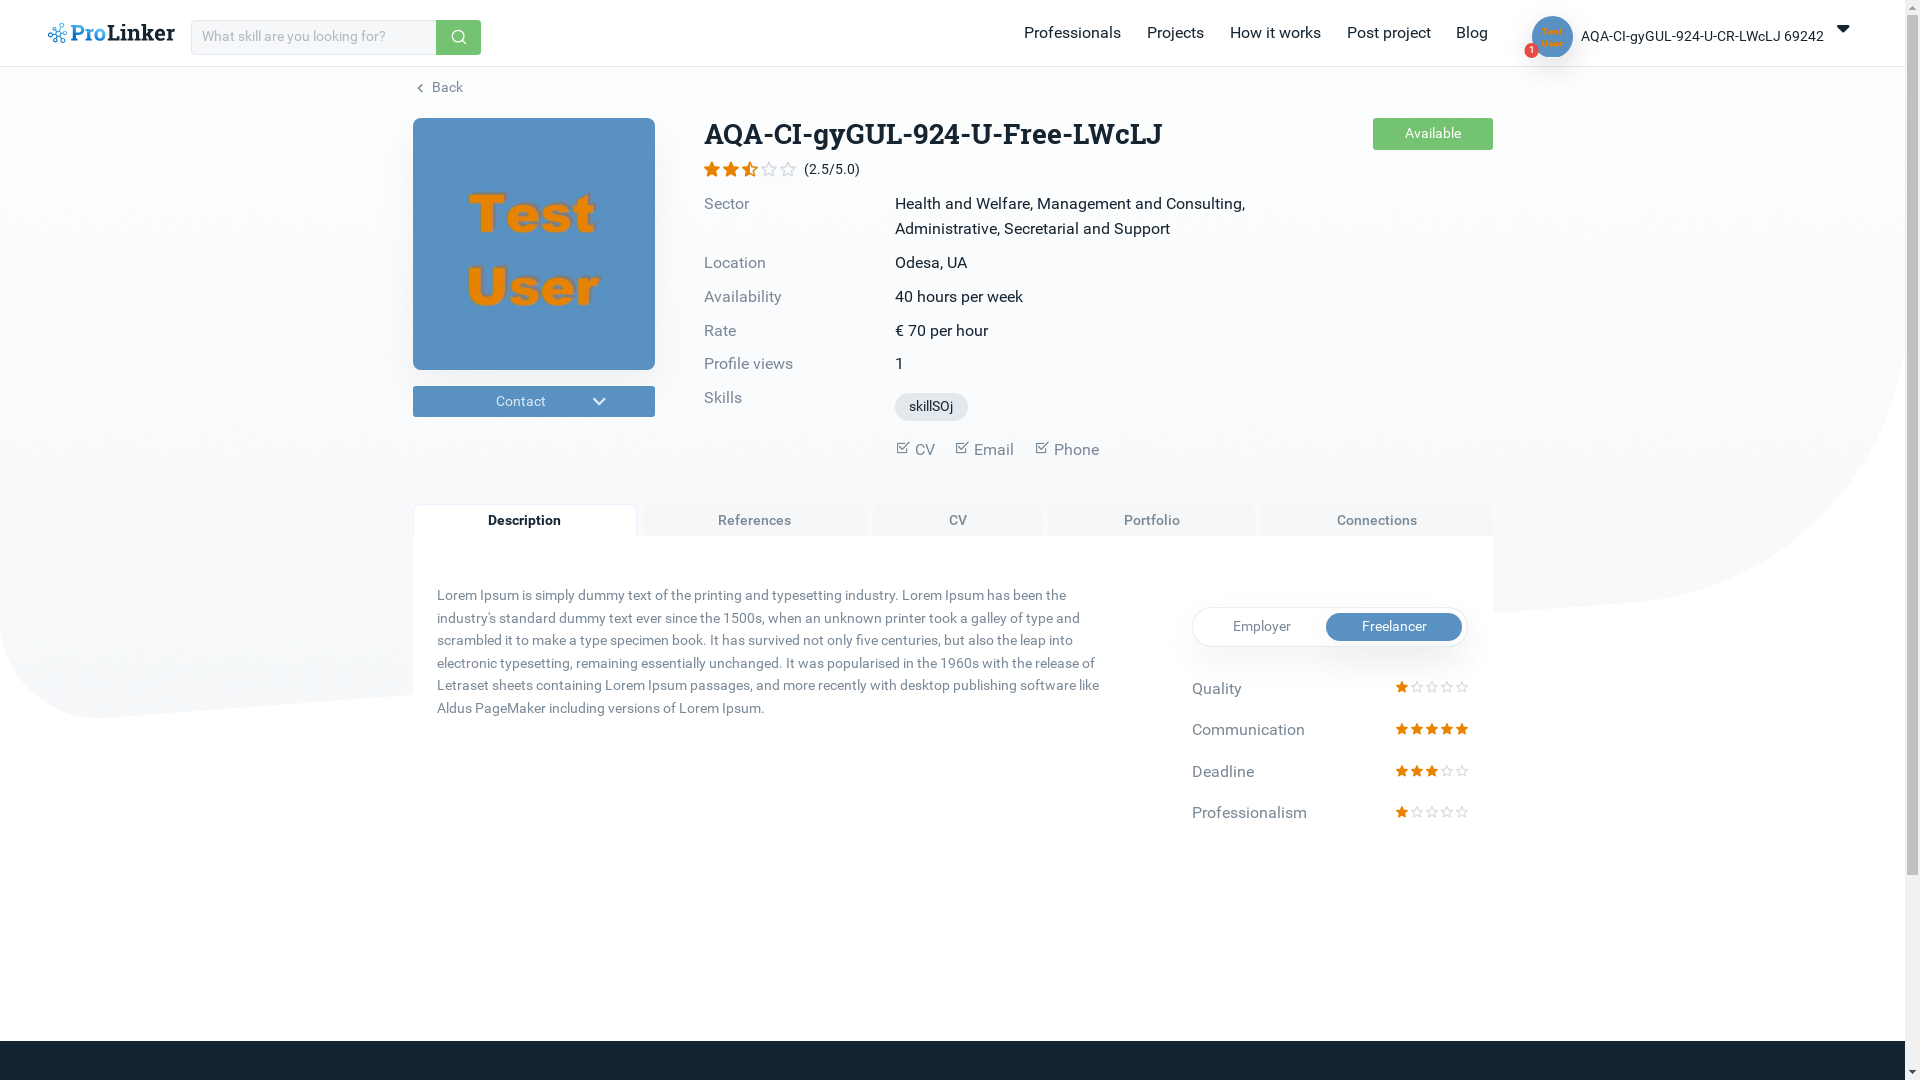 ProLinker
What skill are you looking for?
Professionals
Projects
How it works
Post project
Blog
Test
User
1
AQA-CI-gyGUL-924-U-CR-LWcLJ 69242
Back
Test
User
Contact
AQA-CI-gyGUL-924-U-Free-LWcLJ
Available
(2.5/5.0)
Sector
Health and Welfare, Management and Consulting,
Administrative, Secretarial and Support
Location
Odesa, UA
Availability
40 hours per week
Rate
€ 70 per hour
Profile views
1
Skills
skillSOj
CV
Email
Phone
Description
References
CV
Portfolio
Connections
Lorem Ipsum is simply dummy text of the printing and typesetting industry. Lorem Ipsum has been the
industry's standard dummy text ever since the 1500s, when an unknown printer took a galley of type and
scrambled it to make a type specimen book. It has survived not only five centuries, but also the leap into
electronic typesetting, remaining essentially unchanged. It was popularised in the 1960s with the release of
Letraset sheets containing Lorem Ipsum passages, and more recently with desktop publishing software like
Aldus PageMaker including versions of Lorem Ipsum.
Employer
Freelancer
Quality
Communication
Deadline
Professionalism